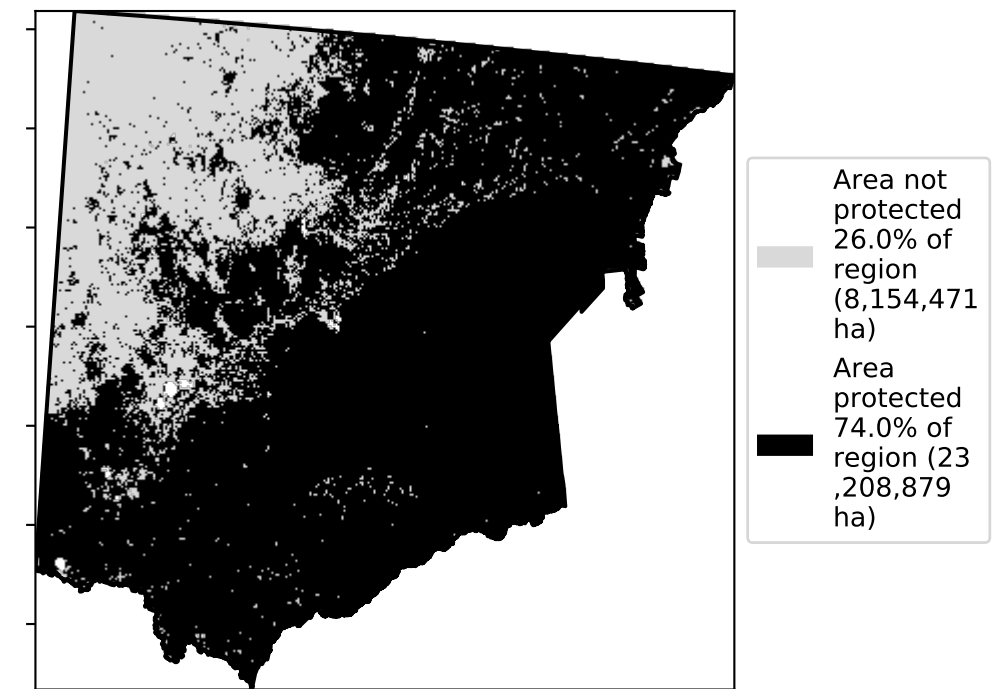 Area not
protected
26.0% of
region
(8,154,471
ha)
Area
protected
74.0% of
region (23
,208,879
ha)